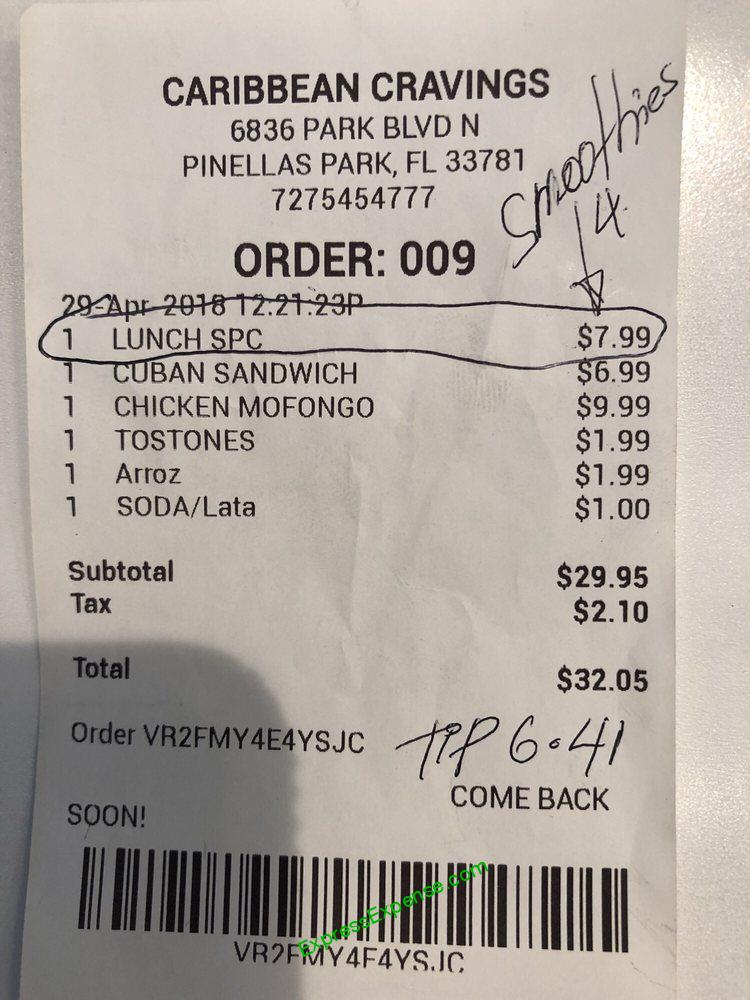 CARIBBEAN CRAVINGS
6836 PARK BLVD N
PINELLAS PARK, FL 33781
7275454777
Smoothies
4
ORDER: 009
29-Apr-2018 12:21:23P
1 LUNCH SPC $7.99
1 CUBAN SANDWICH $6.99
1 CHICKEN MOFONGO $9.99
1 TOSTONES $1.99
1 Arroz $1.99
1 SODA/Lata $1.00
Subtotal $29.95
Tax $2.10
Total $32.05
Order VR2FMY4E4YSJC
TIP 6.41
COME BACK
SOON!
ExpressExpense.com
VR2FMY4E4YSJC